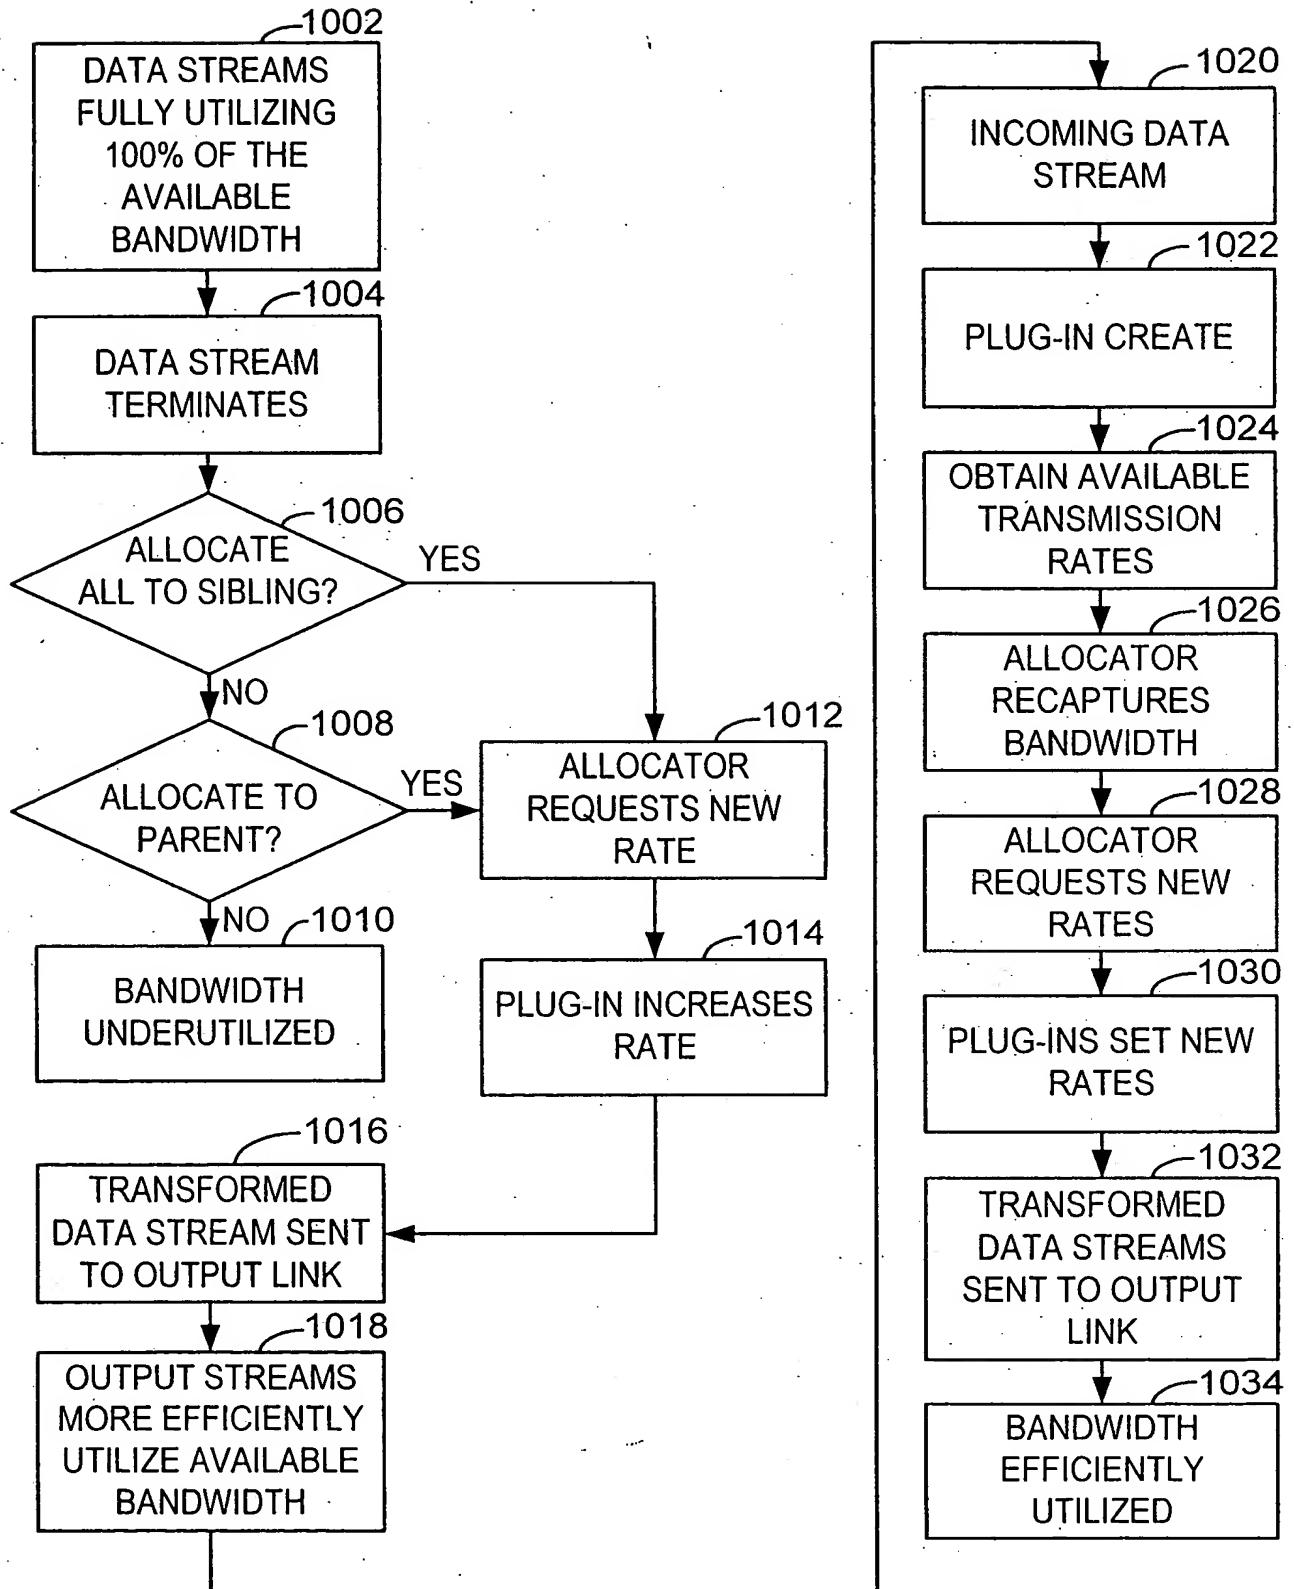 1002
DATA STREAMS
FULLY UTILIZING
100% OF THE
AVAILABLE
BANDWIDTH
1004
DATA STREAM
TERMINATES
1006
ALLOCATE
ALL TO SIBLING?
YES
NO
1008
ALLOCATE TO
PARENT?
YES
NO
1010
BANDWIDTH
UNDERUTILIZED
1012
ALLOCATOR
REQUESTS NEW
RATE
1014
PLUG-IN INCREASES
RATE
1016
TRANSFORMED
DATA STREAM SENT
TO OUTPUT LINK
1018
OUTPUT STREAMS
MORE EFFICIENTLY
UTILIZE AVAILABLE
BANDWIDTH
1020
INCOMING DATA
STREAM
1022
PLUG-IN CREATE
1024
OBTAIN AVAILABLE
TRANSMISSION
RATES
1026
ALLOCATOR
RECAPTURES
BANDWIDTH
1028
ALLOCATOR
REQUESTS NEW
RATES
1030
PLUG-INS SET NEW
RATES
1032
TRANSFORMED
DATA STREAMS
SENT TO OUTPUT
LINK
1034
BANDWIDTH
EFFICIENTLY
UTILIZED